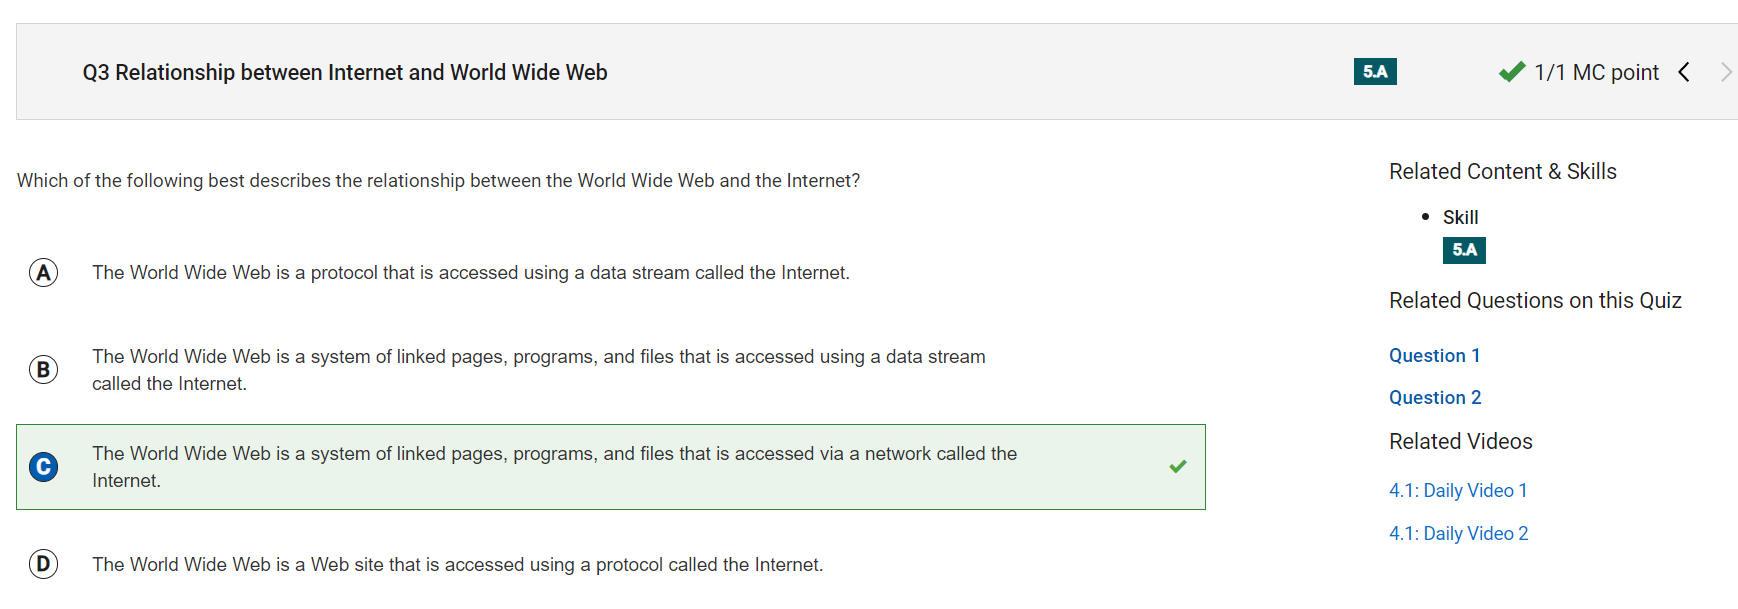 Q3 Relationship between Internet and World Wide Web
5.A
1/1 MC point
Which of the following best describes the relationship between the World Wide Web and the Internet?
A
The World Wide Web is a protocol that is accessed using a data stream called the Internet.
B
The World Wide Web is a system of linked pages, programs, and files that is accessed using a data stream
called the Internet.
C
The World Wide Web is a system of linked pages, programs, and files that is accessed via a network called the
Internet.
D
The World Wide Web is a Web site that is accessed using a protocol called the Internet.
Related Content & Skills
• Skill
5.A
Related Questions on this Quiz
Question 1
Question 2
Related Videos
4.1: Daily Video 1
4.1: Daily Video 2